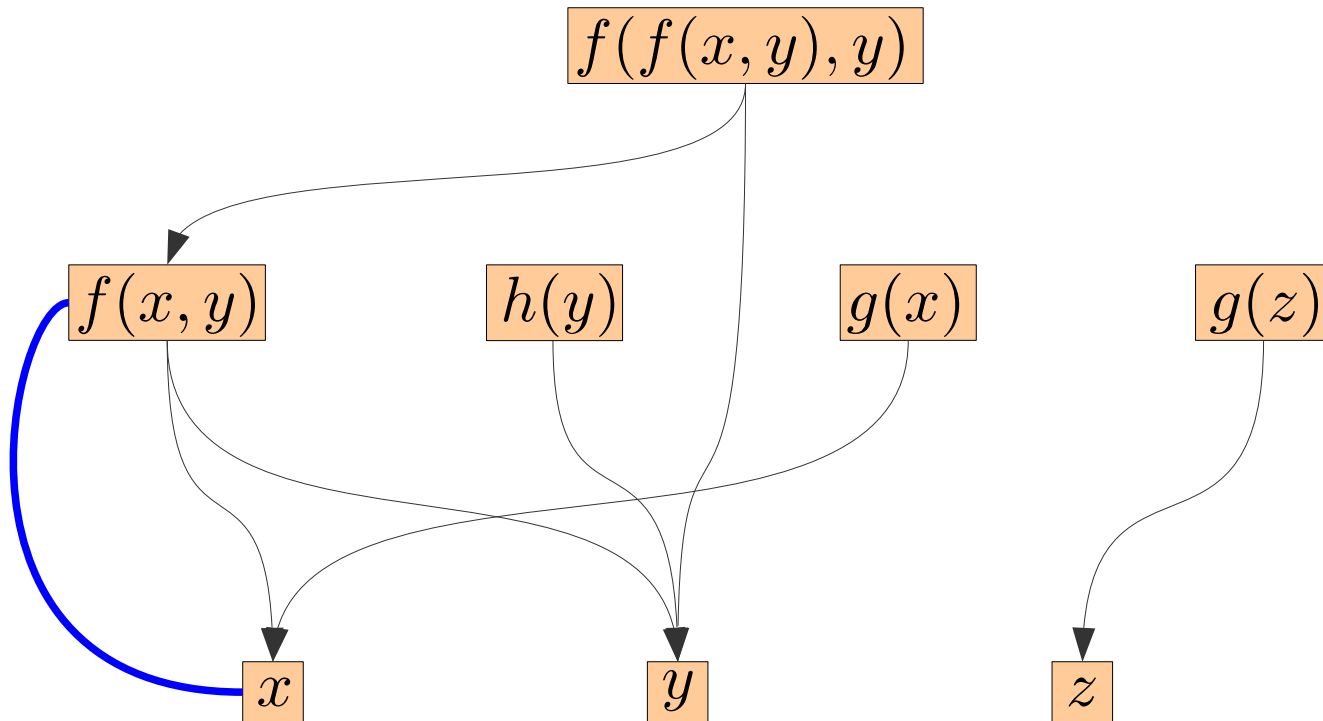 f(f(x, y), y)
f(x, y)
h(y)
g(x)
g(z)
x
y
z